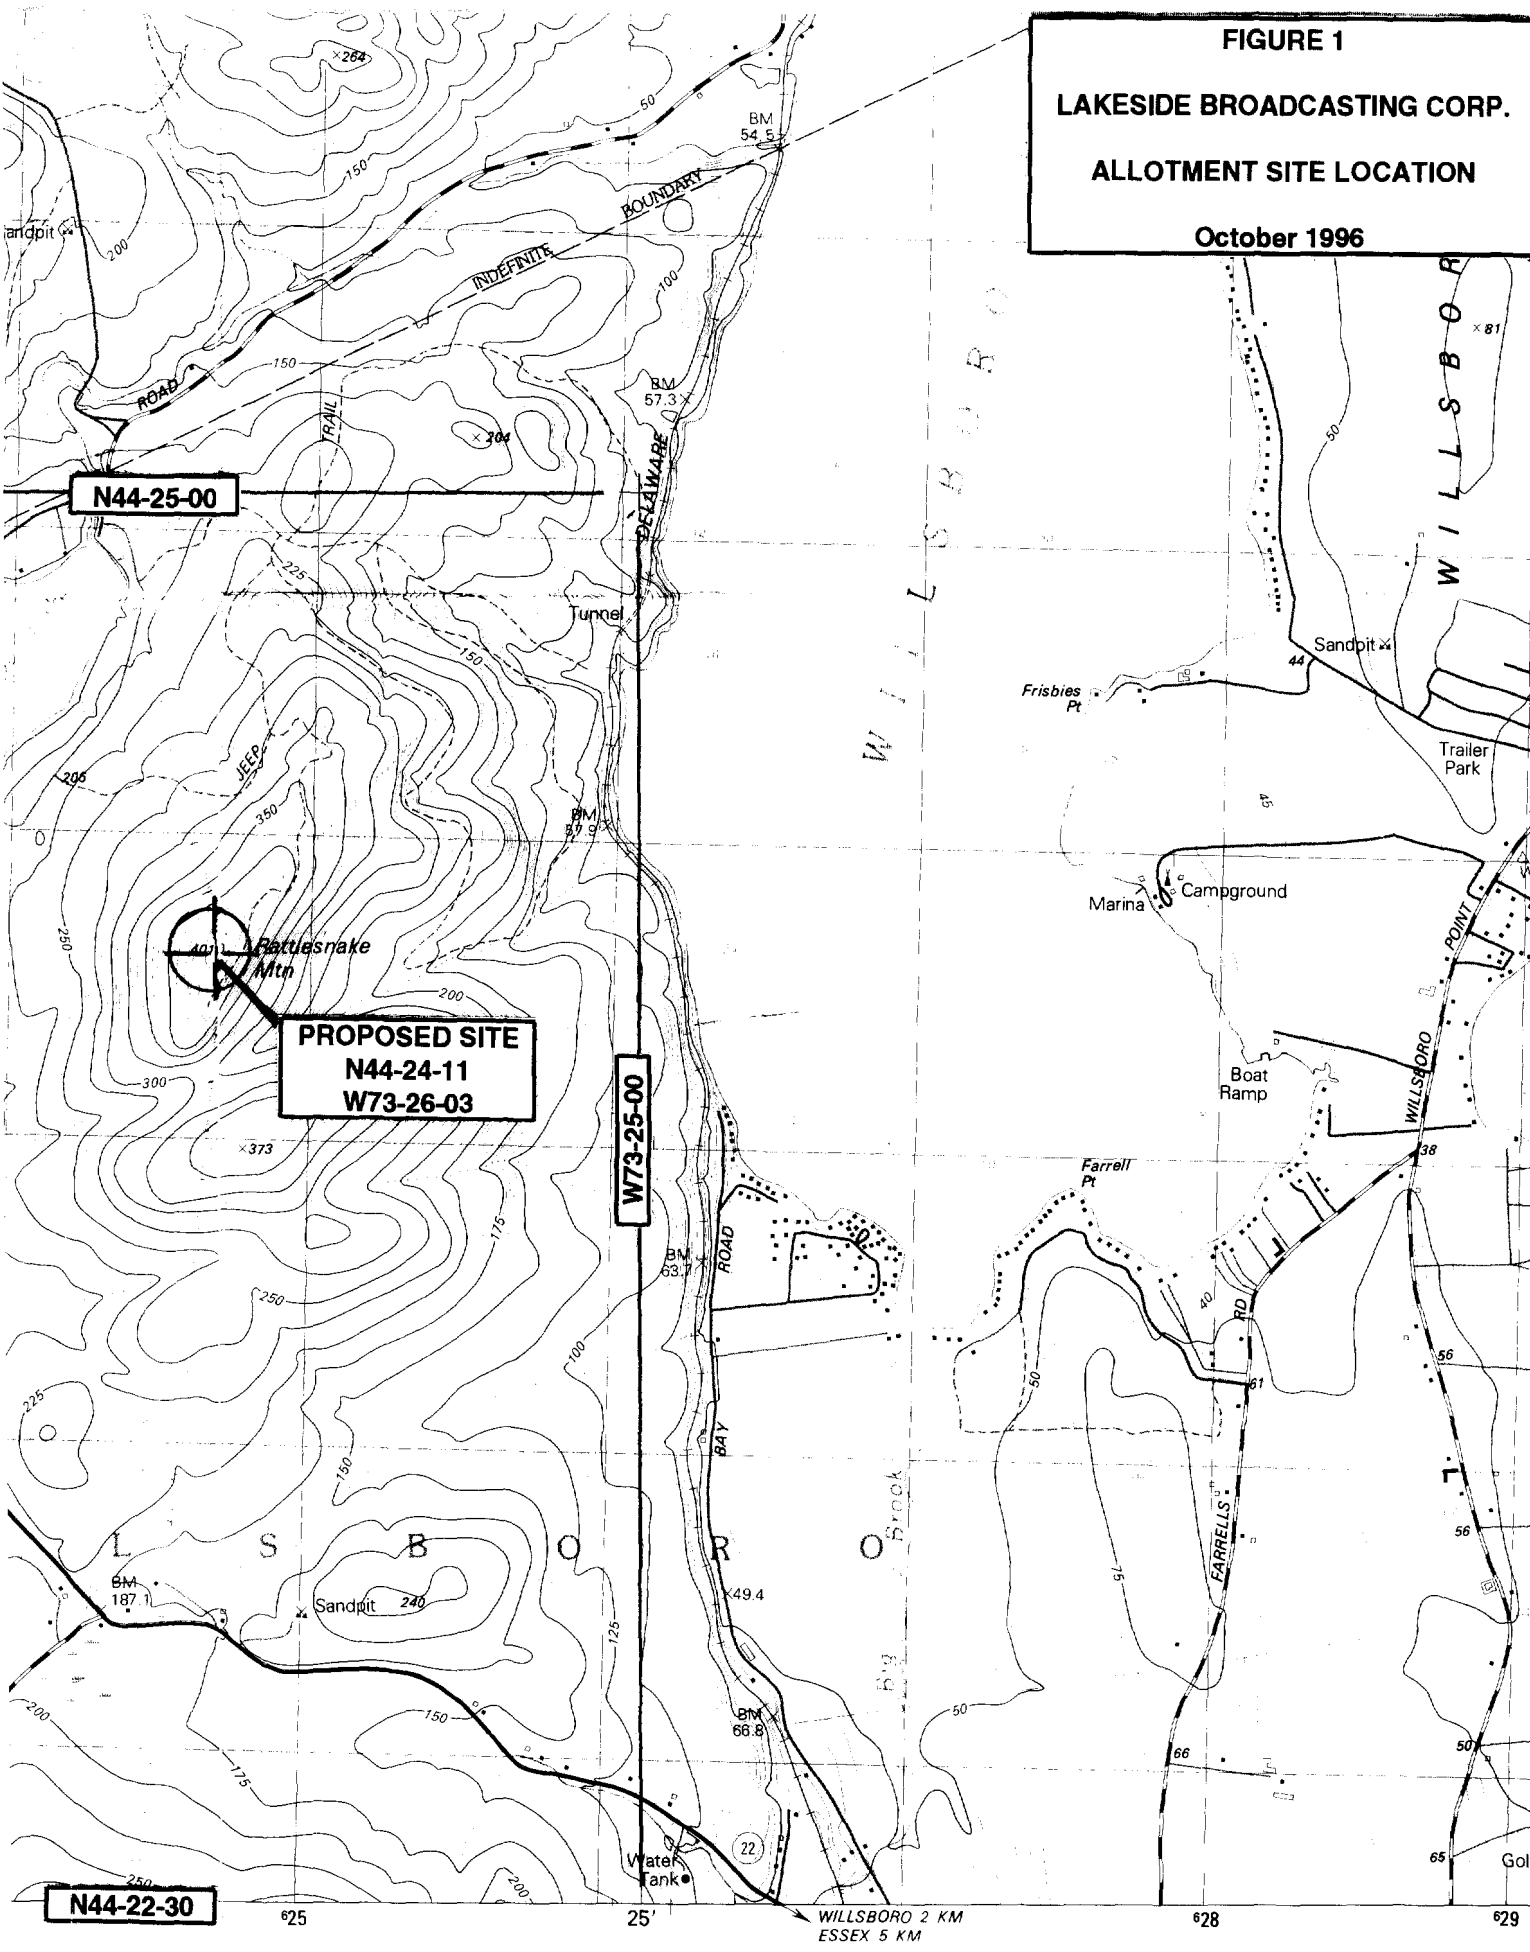 FIGURE 1
LAKESIDE BROADCASTING CORP.
ALLOTMENT SITE LOCATION
October 1996
×264
50
BM
54.5
150
BOUNDARY
INDEFINITE
andpit
200
100
W I L L S B O R
×81
W I L L S B O R O
150
ROAD
TRAIL
BM
57.3×
×204
50
N44-25-00
DELAWARE
225
Tunnel
150
Sandpit
44
Frisbies
Pt
Trailer
Park
JEEP
205
350
45
BM
57.9
Marina
Campground
POINT
250
401
Rattlesnake
Mtn
200
PROPOSED SITE
N44-24-11
W73-26-03
300
Boat
Ramp
WILLSBORO
W73-25-00
×373
38
Farrell
Pt
175
BM
63.7
ROAD
250
40
RD
L
100
50
56
61
225
BAY
150
L
Brook
56
FARRELLS
L S B O R O
BM
187.1
Sandpit
240
×49.4
75
125
Big
200
150
BM
66.8
50
66
50
175
22
Water
Tank
65
Gol
250
200
N44-22-30
625
25'
WILLSBORO 2 KM
ESSEX 5 KM
628
629